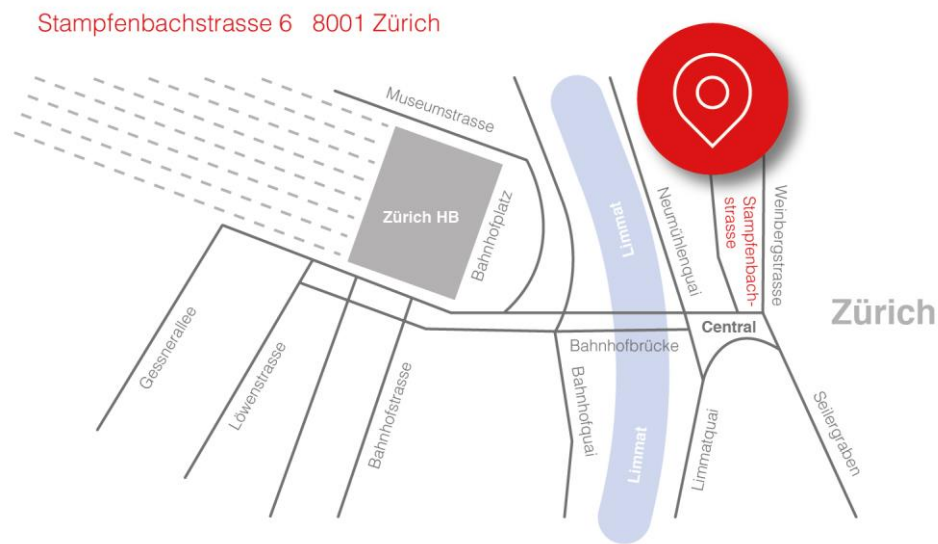 Stampfenbachstrasse 6 8001 Zürich
Museumstrasse
Zürich HB
Bahnhofplatz
Limmat
Neumühlenquai
Stampfenbach-
strasse
Weinbergstrasse
Zürich
Central
Bahnhofbrücke
Gessnerallee
Löwenstrasse
Bahnhofstrasse
Bahnhofquai
Limmat
Limmatquai
Seilergraben